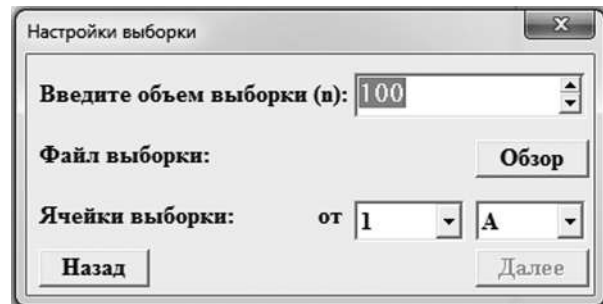 Настройки выборки
Введите объем выборки (n): 100
Файл выборки: Обзор
Ячейки выборки: от 1 A
Назад Далее